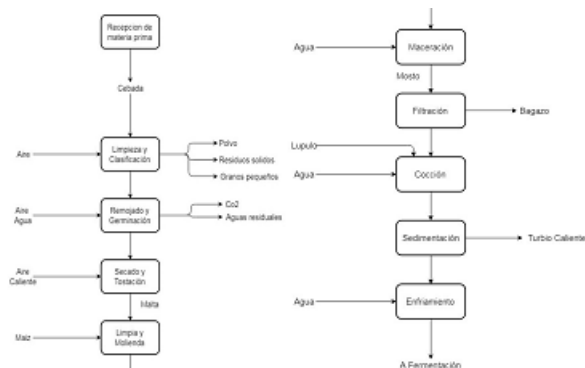 Recepcion de
materia prima
Cebada
Aire
Limpieza y
Clasificación
Polvo
Residuos solidos
Granos pequeños
Aire
Agua
Remojado y
Germinación
Co2
Aguas residuales
Aire
Caliente
Secado y
Tostación
Malta
Maiz
Limpia y
Molienda
Agua
Maceración
Mosto
Filtración
Bagazo
Lupulo
Agua
Cocción
Sedimentación
Turbio Caliente
Agua
Enfriamiento
A Fermentación